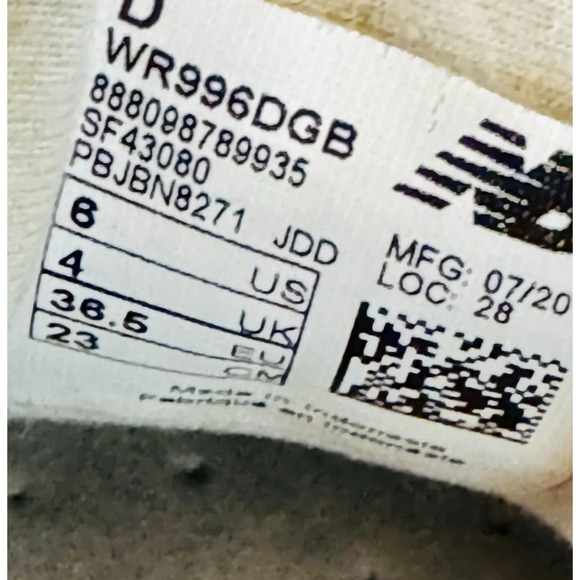 D
WR996DGB
888098789935
SF43080
PBJBN8271 JDD
6 US
4 UK
36.5 EU
23 CM
MFG: 07/20
LOC: 28
Made in Indonesia
Fabriqué en Indonésie